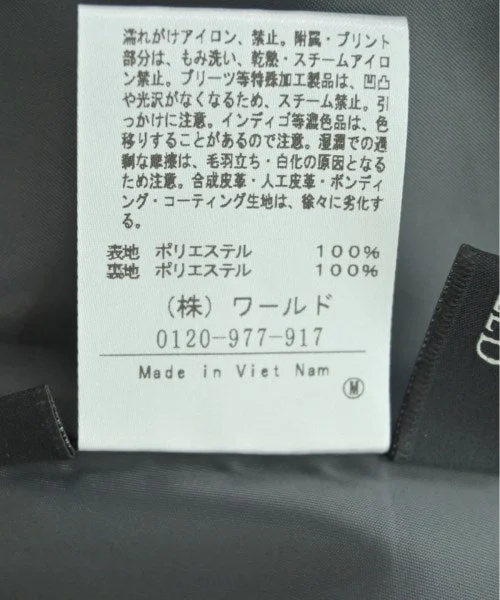 濡れがけアイロン、禁止。附属・プリント
部分は、もみ洗い、乾熱・スチームアイロ
ン禁止。プリーツ等特殊加工製品は、凹凸
や光沢がなくなるため、スチーム禁止。引
っかけに注意。インディゴ等濃色品は、色
移りすることがあるので注意。湿潤での過
剰な摩擦は、毛羽立ち・白化の原因となる
ため注意。合成皮革・人工皮革・ボンディ
ング・コーティング生地は、徐々に劣化す
る。
表地 ポリエステル 100%
裏地 ポリエステル 100%
(株) ワールド
0120-977-917
Made in Viet Nam
M